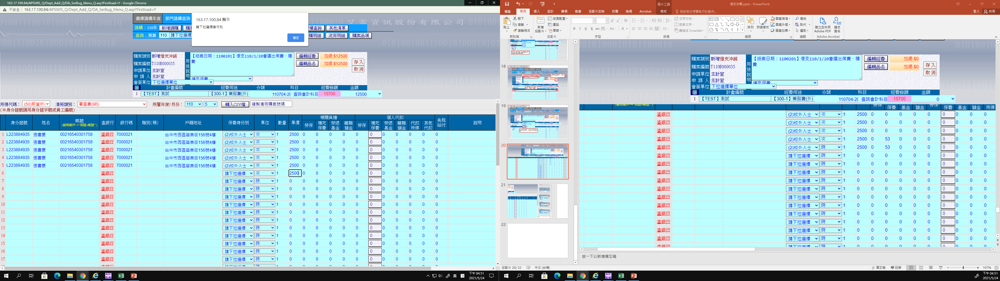 163.17.100.84/APSWIS_Q/Dept_Add_Q/DA_SerBug_Menu_Q.asp?Firstload=Y - Google Chrome
不安全 | 163.17.100.84/APSWIS_Q/Dept_Add_Q/DA_SerBug_Menu_Q.asp?Firstload=Y
選擇請購年度 部門請購查詢
163.17.100.84 顯示
請下拉選擇身份別
確定
艾富資訊股份有限公司
請購：110年 新增請購
權查詢 其他清單
查詢：預算 110 請下拉選擇
購明細 流用明細 購案品項
購案類別 新增借支沖銷
購案編號 T110B000035
申請單位 主計室
申 請 人 主計室
會簽單位 下拉選擇單位
用途說明
【結案日期：1100201】借支110/1/20會議出席費、膳費
補充保費
編輯經費 加總:$12500
編輯品名 加總:$12500
存入
取消
計畫編號 經費用途 分類 科目 經費餘額 金額
1 【TEST】測試 【300-1】業務費(外) 110704-20 查詢會計科目 15700 12500
所得代碼： (50)薪資所得 清冊類別： 審查費(9B) 所屬年度/月份： 110 5 轉入CSV檔 複製清冊購案號碼
(※身分證號請用身分證字號或員工編號)
身分證號 姓名 帳號 (郵局帳戶→"局號+帳號") 查銀行 銀行碼 職別(稱) 戶籍地址 保費身份別 單位 數量 單價 機關負擔 個人代扣 免稅給付 說明
勞保 補充保費 勞退基金 離職儲金 勞保 補充保費 勞退基金 離職儲金 代扣所得 其他代扣
1 L223884935 張書菱 00216540301758 查銀行 7000021 台中市西區華美街156號4樓 (2)校外人士 次 1 2500 0 0 0 0 0 0 0 0 0 0 0
2 L223884935 張書菱 00216540301758 查銀行 7000021 台中市西區華美街156號4樓 (2)校外人士 次 1 2500 0 0 0 0 0 0 0 0 0 0 0
3 L223884935 張書菱 00216540301758 查銀行 7000021 台中市西區華美街156號4樓 (2)校外人士 次 1 2500 0 0 0 0 0 0 0 0 0 0 0
4 L223884935 張書菱 00216540301758 查銀行 7000021 台中市西區華美街156號4樓 (2)校外人士 次 1 2500 0 0 0 0 0 0 0 0 0 0 0
5 L223884935 張書菱 00216540301758 查銀行 7000021 台中市西區華美街156號4樓 (2)校外人士 次 1 2500 0 0 0 0 0 0 0 0 0 0 0
6 查銀行 請下拉選擇 次 1 2500 0 0 0 0 0 0 0 0 0 0 0
7 查銀行 請下拉選擇 時 1 0 0 0 0 0 0 0 0 0 0 0 0
8 查銀行 請下拉選擇 時 1 0 0 0 0 0 0 0 0 0 0 0 0
9 查銀行 請下拉選擇 時 1 0 0 0 0 0 0 0 0 0 0 0 0
10 查銀行 請下拉選擇 時 1 0 0 0 0 0 0 0 0 0 0 0 0
11 查銀行 請下拉選擇 時 1 0 0 0 0 0 0 0 0 0 0 0 0
12 查銀行 請下拉選擇 時 1 0 0 0 0 0 0 0 0 0 0 0 0
13 查銀行 請下拉選擇 時 1 0 0 0 0 0 0 0 0 0 0 0 0
14 查銀行 請下拉選擇 時 1 0 0 0 0 0 0 0 0 0 0 0 0
15 查銀行 請下拉選擇 時 1 0 0 0 0 0 0 0 0 0 0 0 0
16 查銀行 請下拉選擇 時 1 0 0 0 0 0 0 0 0 0 0 0 0
17 查銀行 請下拉選擇 時 1 0 0 0 0 0 0 0 0 0 0 0 0
英 下午 04:51
2021/5/24
借支步驟.pptx - PowerPoint
圖片工具
檔案 常用 插入 設計 轉場 動畫 投影片放映 校閱 檢視 Acrobat 格式 告訴我您想要執行的動作... 登入 共用
貼上 剪下 複製 複製格式 剪貼簿
新增投影片 版面配置 重設 章節 投影片
字型
文字方向 對齊文字 轉換成 SmartArt 段落
排列 快速樣式 圖案填滿 圖案外框 圖案效果 繪圖
尋找 取代 選取 編輯
建立並共用 Adobe PDF 請求簽名 Adobe Acrobat
18
19
20
21
22
購案類別 新增借支沖銷
購案編號 T110B000035
申請單位 主計室
申 請 人 主計室
會簽單位 下拉選擇單位
用途說明
【結案日期：1100201】借支110/1/20會議出席費、膳費
補充保費
編輯經費 加總:$0
編輯品名 加總:$0
存入
取消
計畫編號 經費用途 分類 科目 經費餘額 金額
1 【TEST】測試 【300-1】業務費(外) 110704-20 查詢會計科目 15700 0
勞保 保費 基金 儲金 勞保 保費 基金 儲金 所得
查銀行 (2)校外人士 次 1 2500 0 0 0 0 0 0 0 0 0
查銀行 (2)校外人士 次 1 2500 0 0 0 0 0 0 0 0 0
查銀行 (2)校外人士 次 1 2500 0 0 0 0 0 0 0 0 0
查銀行 (2)校外人士 次 1 2500 0 53 0 0 0 0 0 0 0
查銀行 (2)校外人士 時 1 2500 0 53 0 0 0 0 0 0 0
查銀行 請下拉選擇 時 1 0 0 0 0 0 0 0 0 0 0
查銀行 請下拉選擇 時 1 0 0 0 0 0 0 0 0 0 0
查銀行 請下拉選擇 時 1 0 0 0 0 0 0 0 0 0 0
查銀行 請下拉選擇 時 1 0 0 0 0 0 0 0 0 0 0
查銀行 請下拉選擇 時 1 0 0 0 0 0 0 0 0 0 0
查銀行 請下拉選擇 時 1 0 0 0 0 0 0 0 0 0 0
查銀行 請下拉選擇 時 1 0 0 0 0 0 0 0 0 0 0
查銀行 請下拉選擇 時 1 0 0 0 0 0 0 0 0 0 0
查銀行 請下拉選擇 時 1 0 0 0 0 0 0 0 0 0 0
查銀行 請下拉選擇 時 1 0 0 0 0 0 0 0 0 0 0
查銀行 請下拉選擇 時 1 0 0 0 0 0 0 0 0 0 0
按一下以新增備忘稿
投影片 20/ 22 中文 (台灣) 備忘稿 註解 107%
下午 04:51
2021/5/24